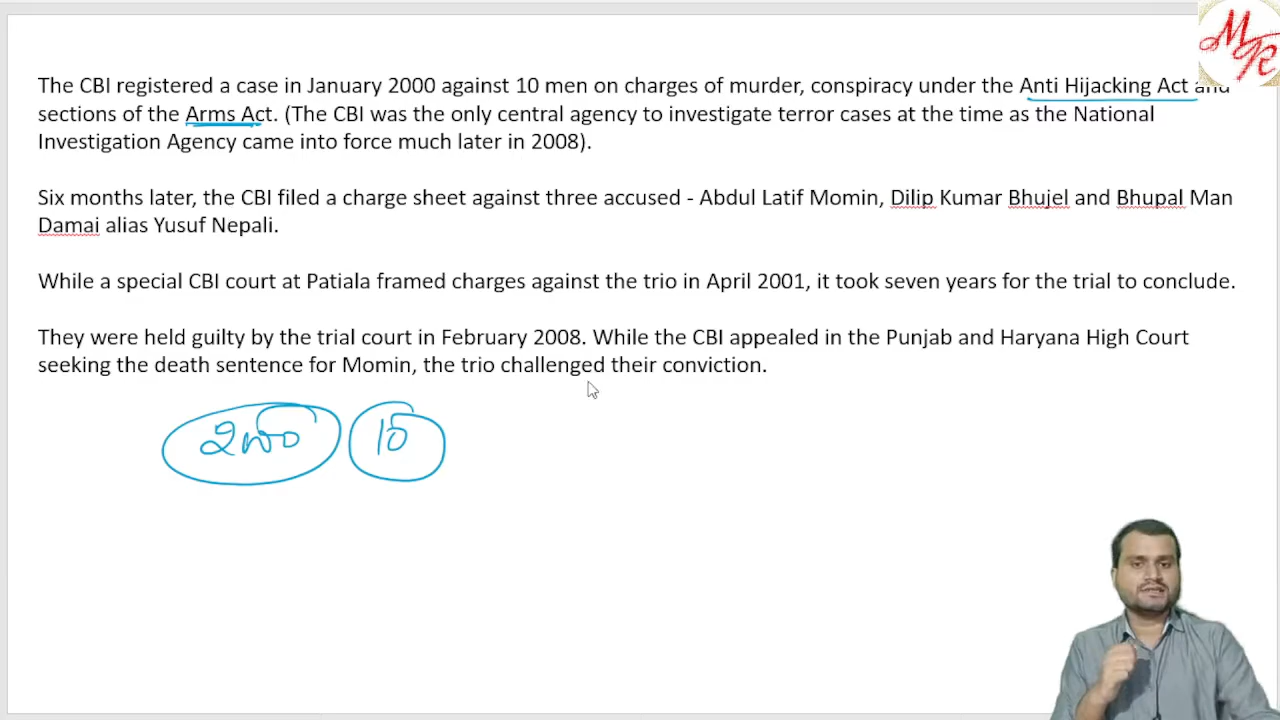 The CBI registered a case in January 2000 against 10 men on charges of murder, conspiracy under the Anti Hijacking Act and
sections of the Arms Act. (The CBI was the only central agency to investigate terror cases at the time as the National
Investigation Agency came into force much later in 2008).
Six months later, the CBI filed a charge sheet against three accused - Abdul Latif Momin, Dilip Kumar Bhujel and Bhupal Man
Damai alias Yusuf Nepali.
While a special CBI court at Patiala framed charges against the trio in April 2001, it took seven years for the trial to conclude.
They were held guilty by the trial court in February 2008. While the CBI appealed in the Punjab and Haryana High Court
seeking the death sentence for Momin, the trio challenged their conviction.
10